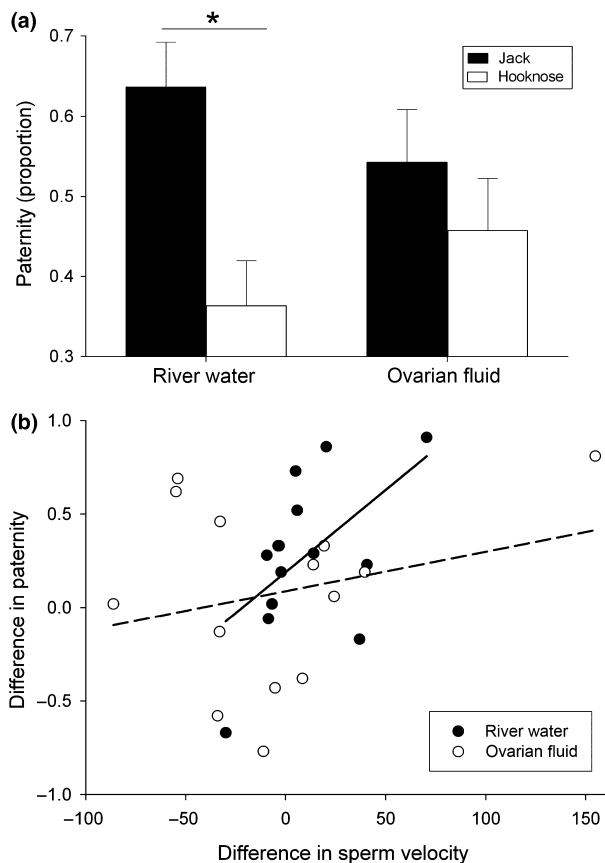 (a)
*
0.7
0.6
0.5
0.4
0.3
Paternity (proportion)
Jack
Hooknose
River water Ovarian fluid
(b)
1.0
0.5
0.0
−0.5
−1.0
Difference in paternity
River water
Ovarian fluid
−100 −50 0 50 100 150
Difference in sperm velocity